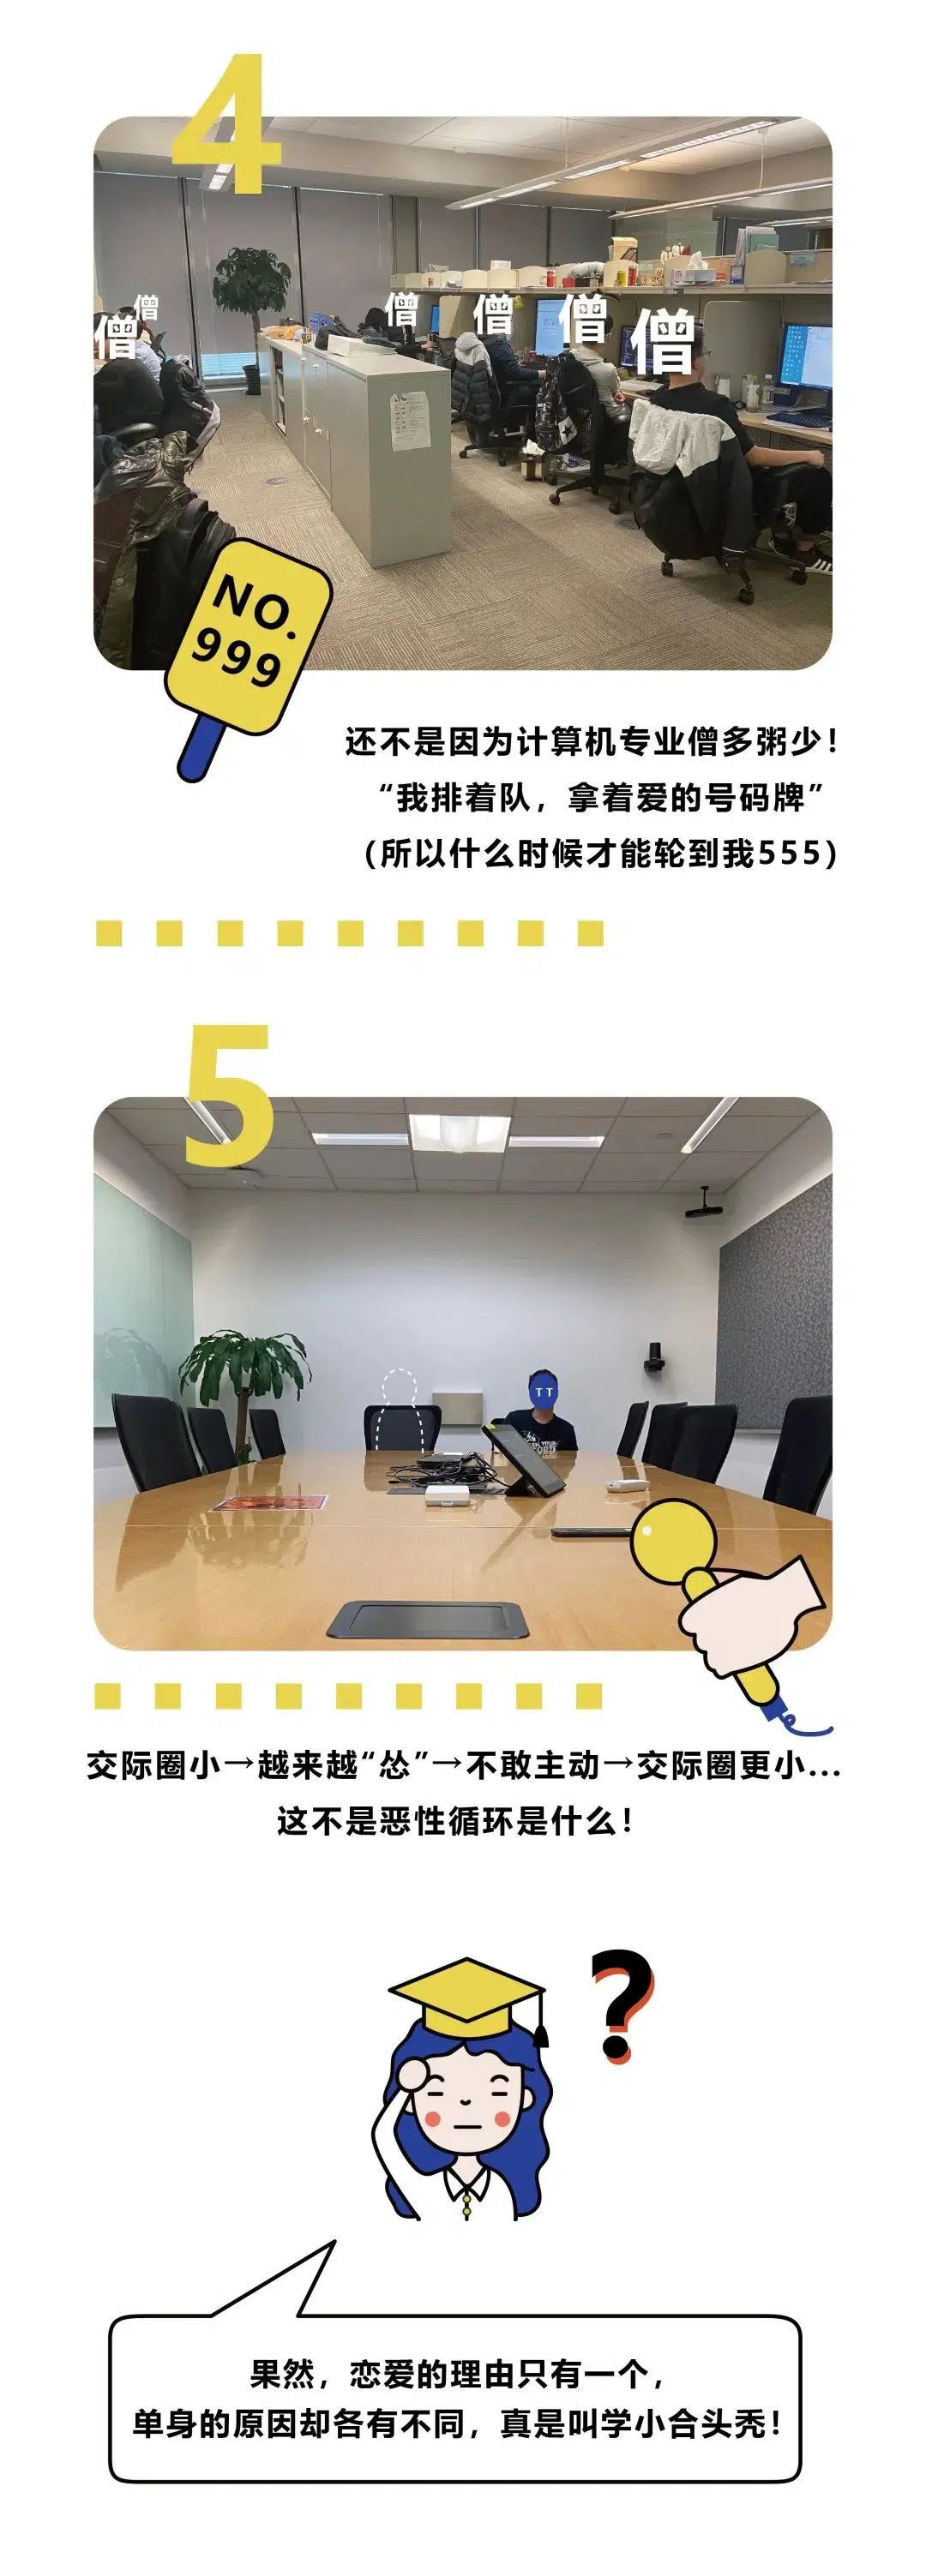 4
僧
僧
僧
僧
僧
僧
NO.
999
还不是因为计算机专业僧多粥少！
“我排着队，拿着爱的号码牌”
（所以什么时候才能轮到我555）
5
T T
交际圈小→越来越“怂”→不敢主动→交际圈更小...
这不是恶性循环是什么！
?
果然，恋爱的理由只有一个，
单身的原因却各有不同，真是叫学小合头秃！